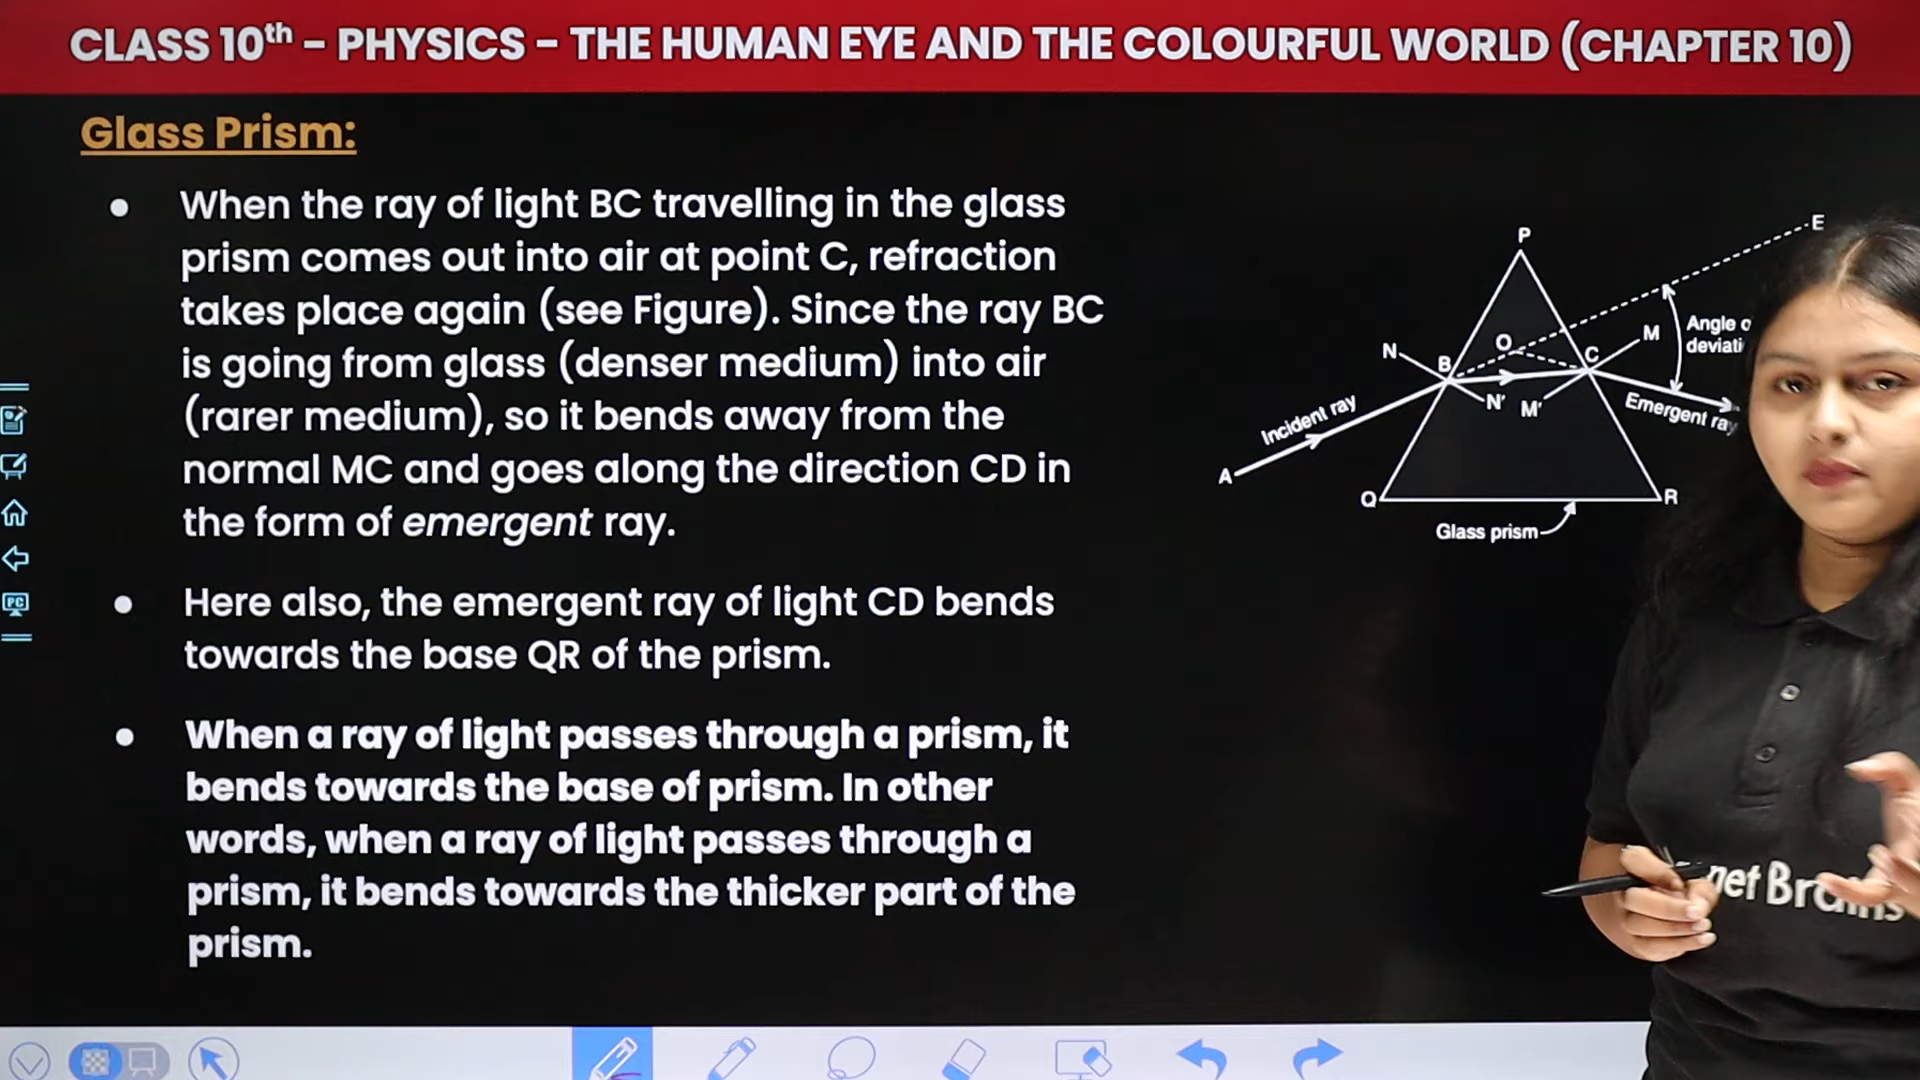 CLASS 10th – PHYSICS – THE HUMAN EYE AND THE COLOURFUL WORLD (CHAPTER 10)
Glass Prism:
• When the ray of light BC travelling in the glass
prism comes out into air at point C, refraction
takes place again (see Figure). Since the ray BC
is going from glass (denser medium) into air
(rarer medium), so it bends away from the
normal MC and goes along the direction CD in
the form of emergent ray.
• Here also, the emergent ray of light CD bends
towards the base QR of the prism.
• When a ray of light passes through a prism, it
bends towards the base of prism. In other
words, when a ray of light passes through a
prism, it bends towards the thicker part of the
prism.
E
P
Angle
M
O
N
B
C
N'
M'
Incident ray
Emergent ray
A
Q
R
Glass prism
PC